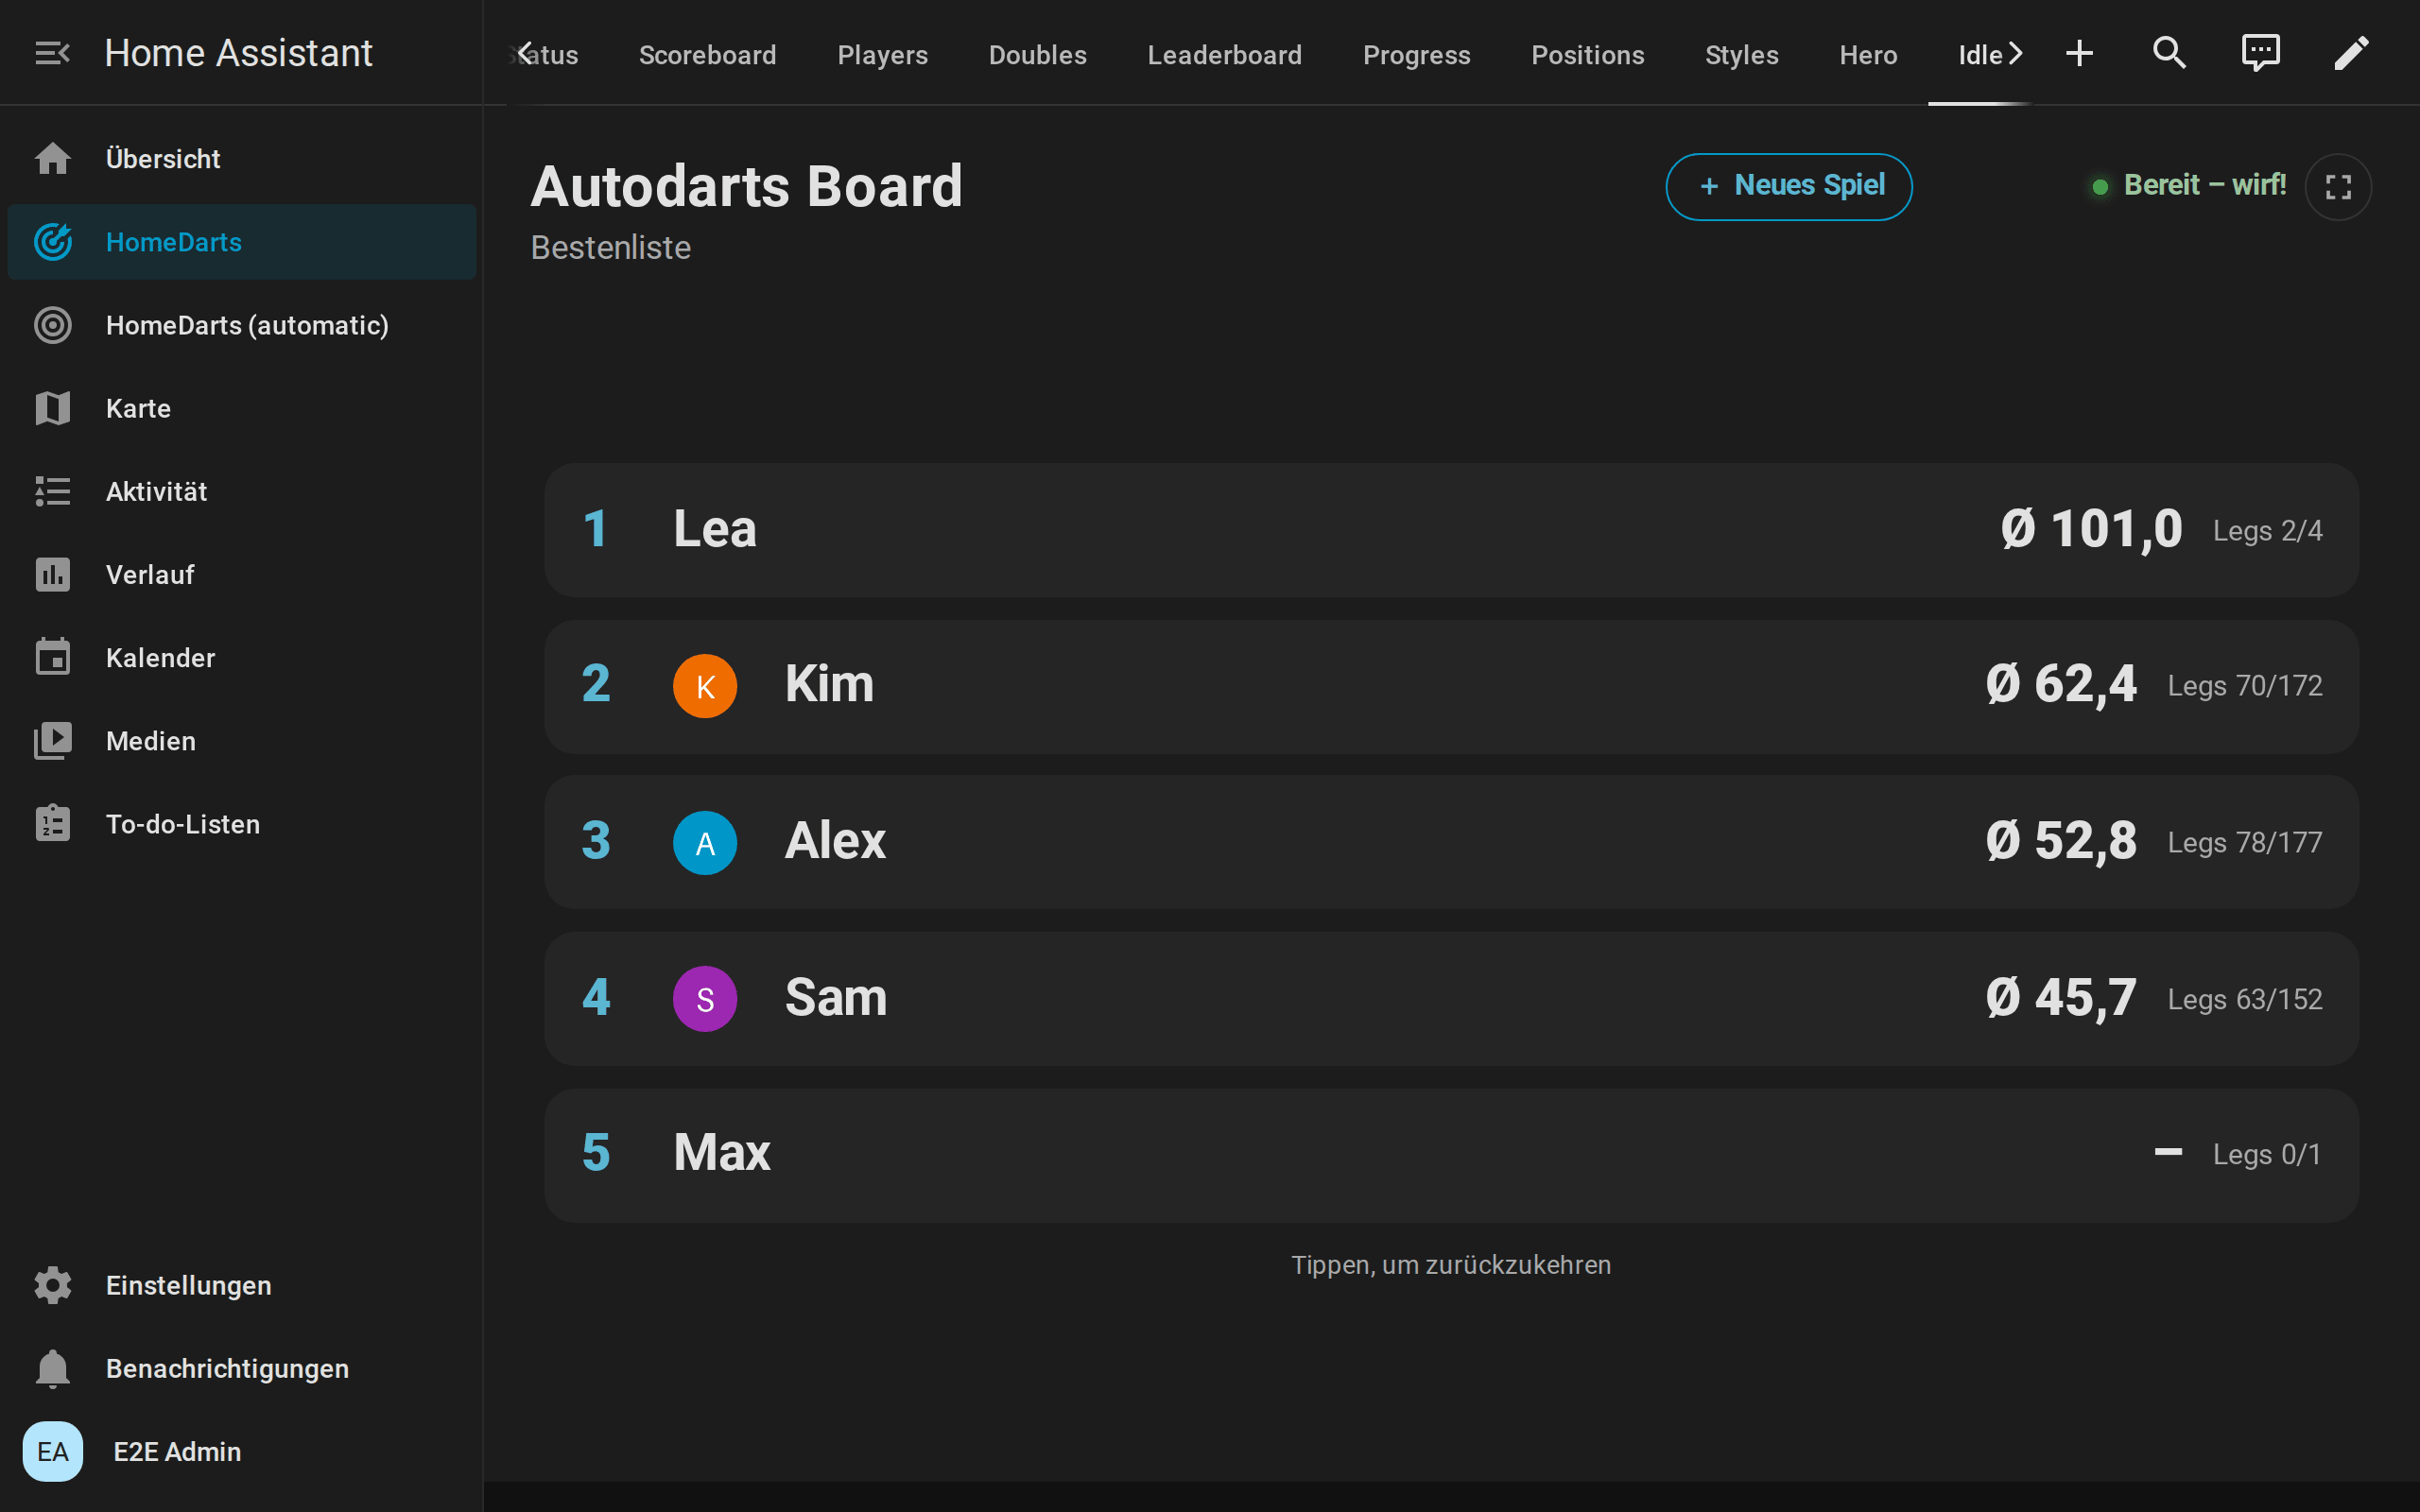 Home Assistant
Status
Scoreboard
Players
Doubles
Leaderboard
Progress
Positions
Styles
Hero
Idle
Übersicht
HomeDarts
HomeDarts (automatic)
Karte
Aktivität
Verlauf
Kalender
Medien
To-do-Listen
Einstellungen
Benachrichtigungen
EA E2E Admin
Autodarts Board
Bestenliste
+ Neues Spiel
Bereit – wirf!
1 Lea Ø 101,0 Legs 2/4
2 K Kim Ø 62,4 Legs 70/172
3 A Alex Ø 52,8 Legs 78/177
4 S Sam Ø 45,7 Legs 63/152
5 Max – Legs 0/1
Tippen, um zurückzukehren